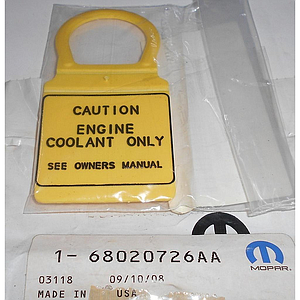 CAUTION
ENGINE
COOLANT ONLY
SEE OWNERS MANUAL
1- 68020726AA
MOPAR
03118 09/10/08
MADE IN USA